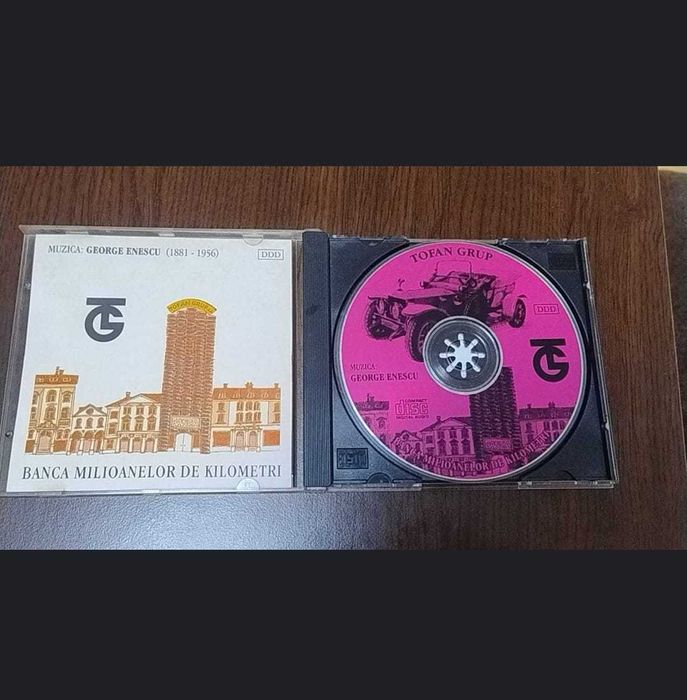 MUZICA: GEORGE ENESCU (1881 - 1956)
DDD
TG
TOFAN GRUP
BANCA MILIOANELOR DE KILOMETRI
TOFAN GRUP
DDD
TG
MUZICA:
GEORGE ENESCU
COMPACT
disc
DIGITAL AUDIO
MILIOANELOR DE KILOMETRI